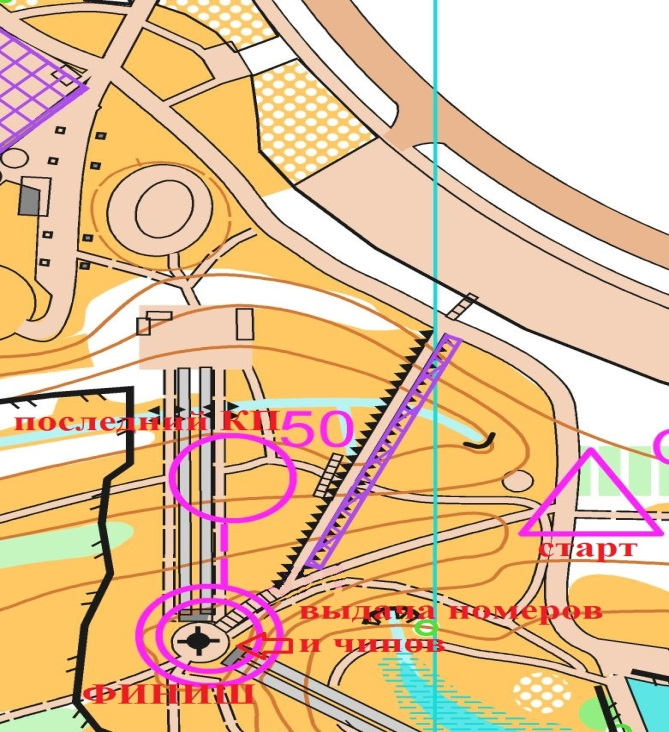 последний КП
50
старт
выдача номеров
и чипов
ФИНИШ